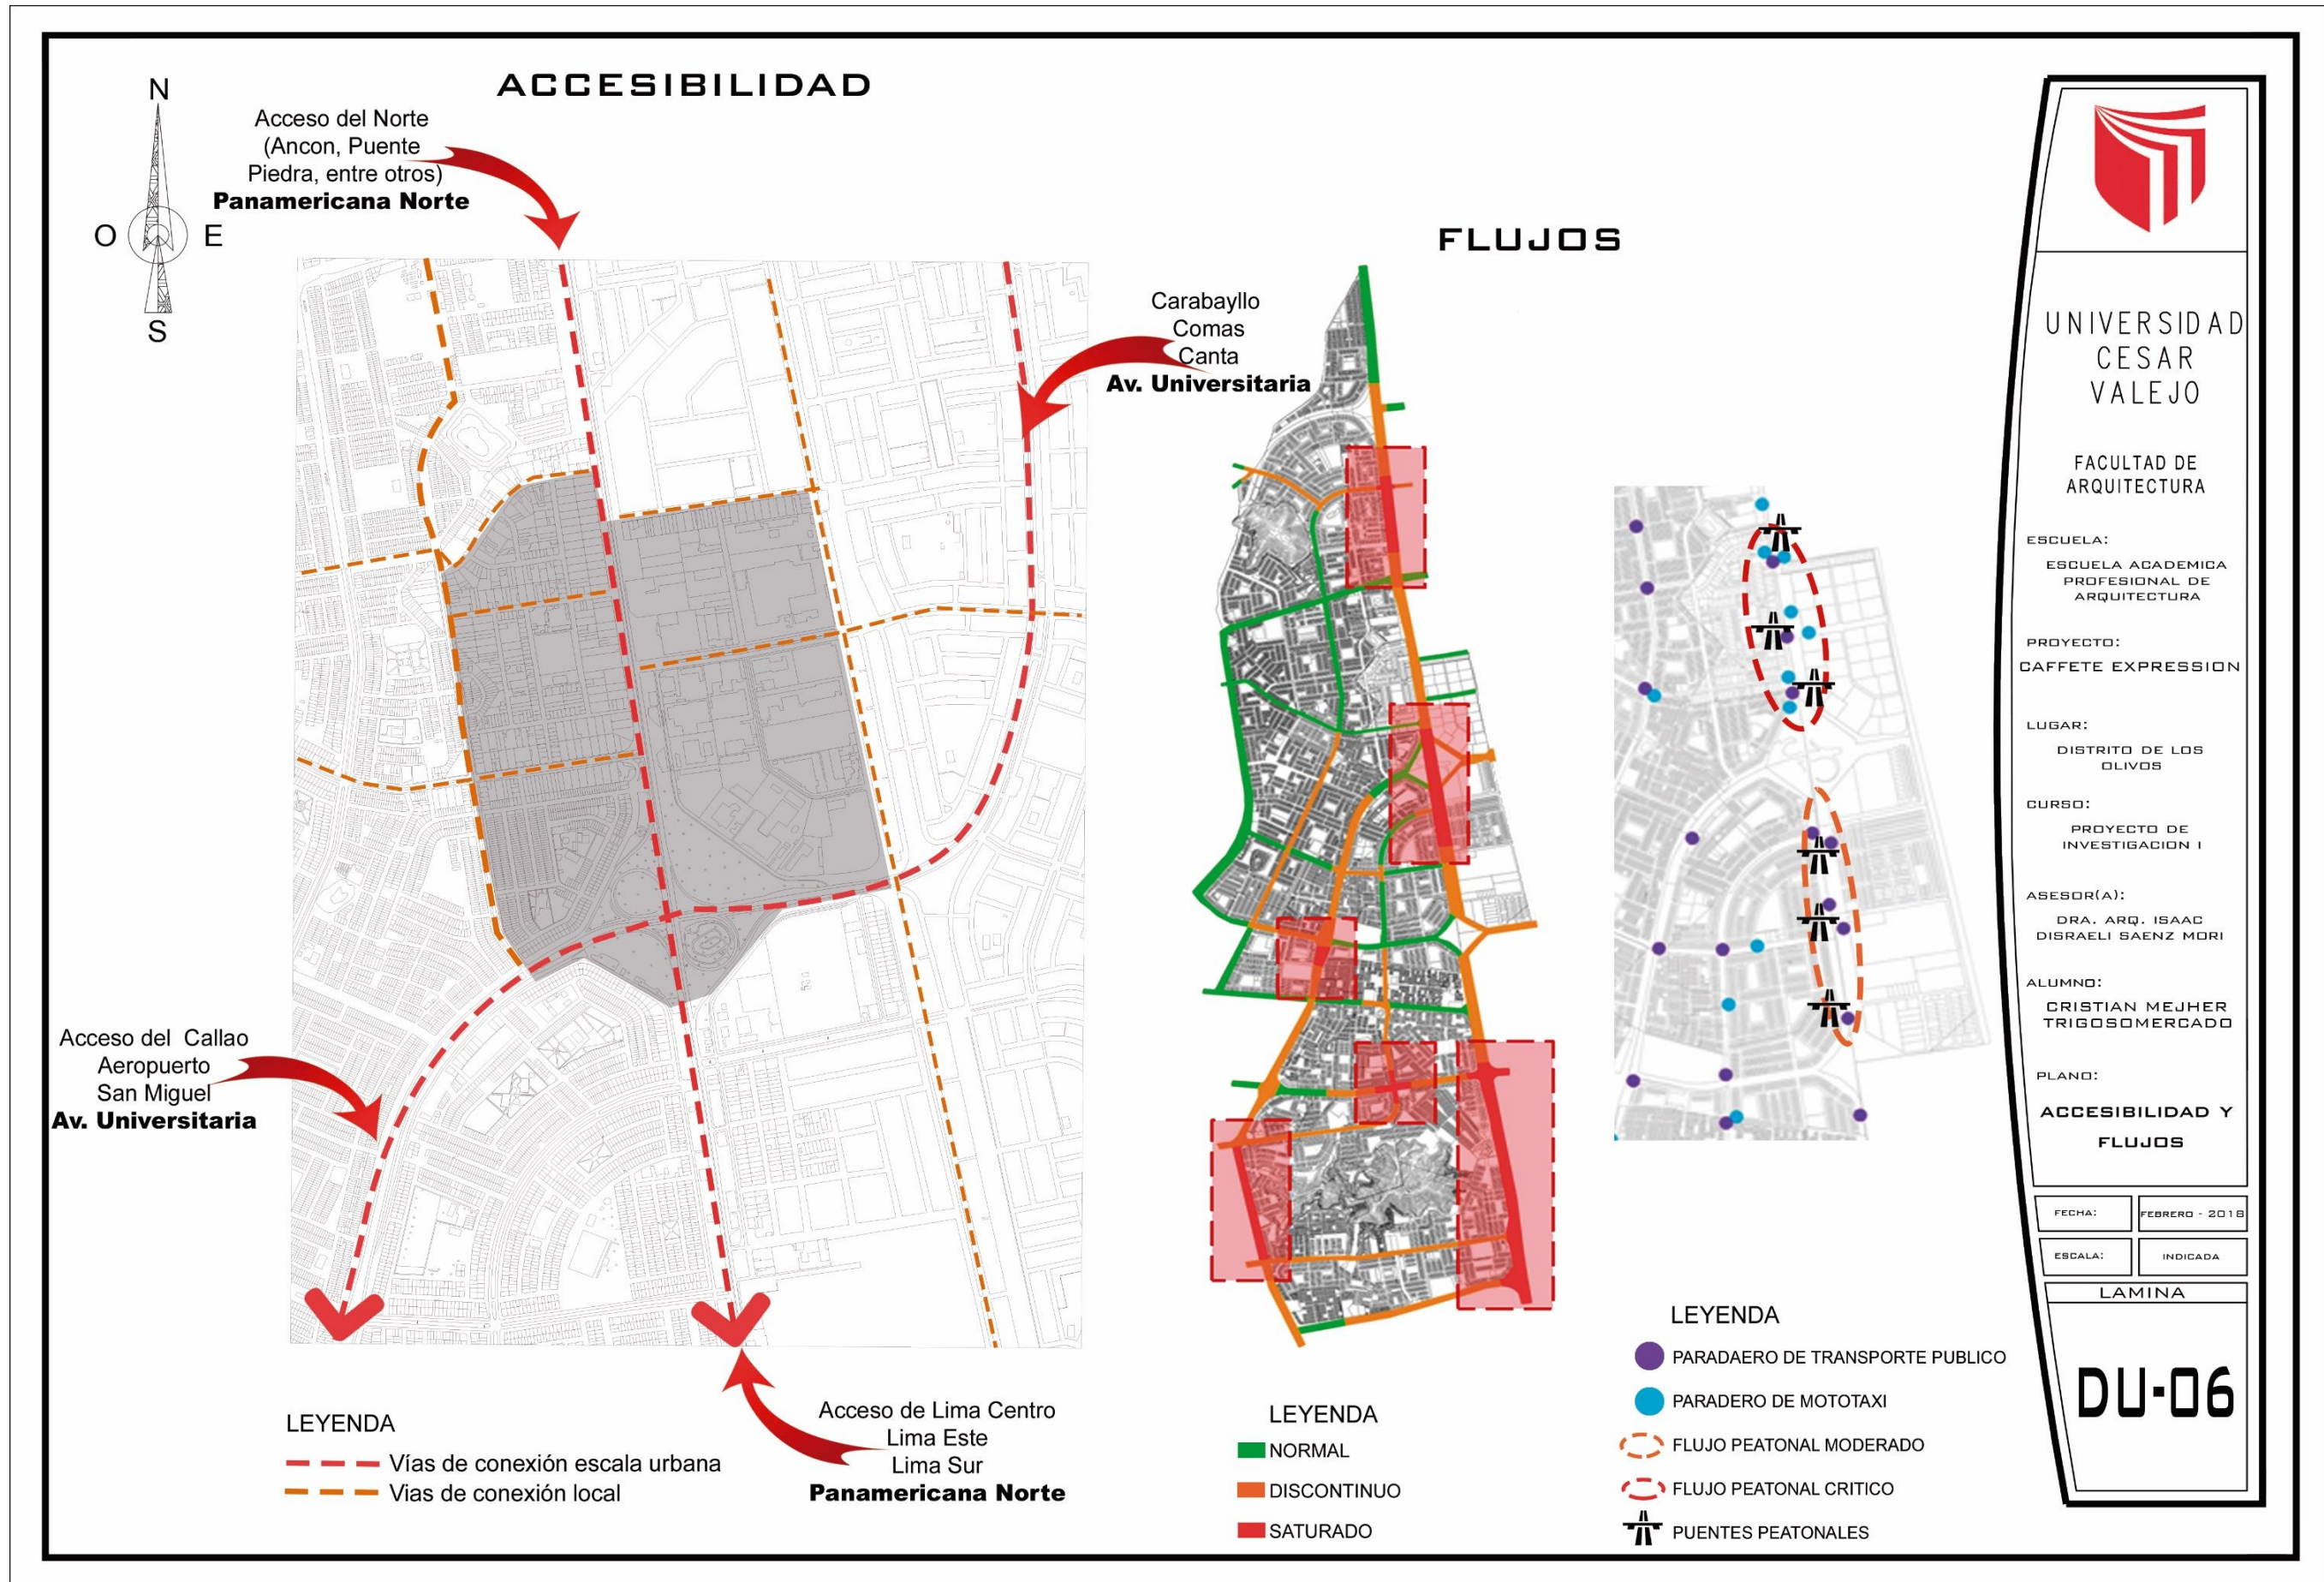 ACCESIBILIDAD
N
O
E
S
Acceso del Norte
(Ancon, Puente
Piedra, entre otros)
Panamericana Norte
Carabayllo
Comas
Canta
Av. Universitaria
Acceso del Callao
Aeropuerto
San Miguel
Av. Universitaria
Acceso de Lima Centro
Lima Este
Lima Sur
Panamericana Norte
LEYENDA
Vías de conexión escala urbana
Vias de conexión local
FLUJOS
LEYENDA
NORMAL
DISCONTINUO
SATURADO
LEYENDA
PARADAERO DE TRANSPORTE PUBLICO
PARADERO DE MOTOTAXI
FLUJO PEATONAL MODERADO
FLUJO PEATONAL CRITICO
PUENTES PEATONALES
UNIVERSIDAD
CESAR
VALEJO
FACULTAD DE
ARQUITECTURA
ESCUELA:
ESCUELA ACADEMICA
PROFESIONAL DE
ARQUITECTURA
PROYECTO:
CAFFETE EXPRESSION
LUGAR:
DISTRITO DE LOS
OLIVOS
CURSO:
PROYECTO DE
INVESTIGACION I
ASESOR(A):
DRA. ARQ. ISAAC
DISRAELI SAENZ MORI
ALUMNO:
CRISTIAN MEJHER
TRIGOSOMERCADO
PLANO:
ACCESIBILIDAD Y
FLUJOS
FECHA:
FEBRERO - 2018
ESCALA:
INDICADA
LAMINA
DU-06